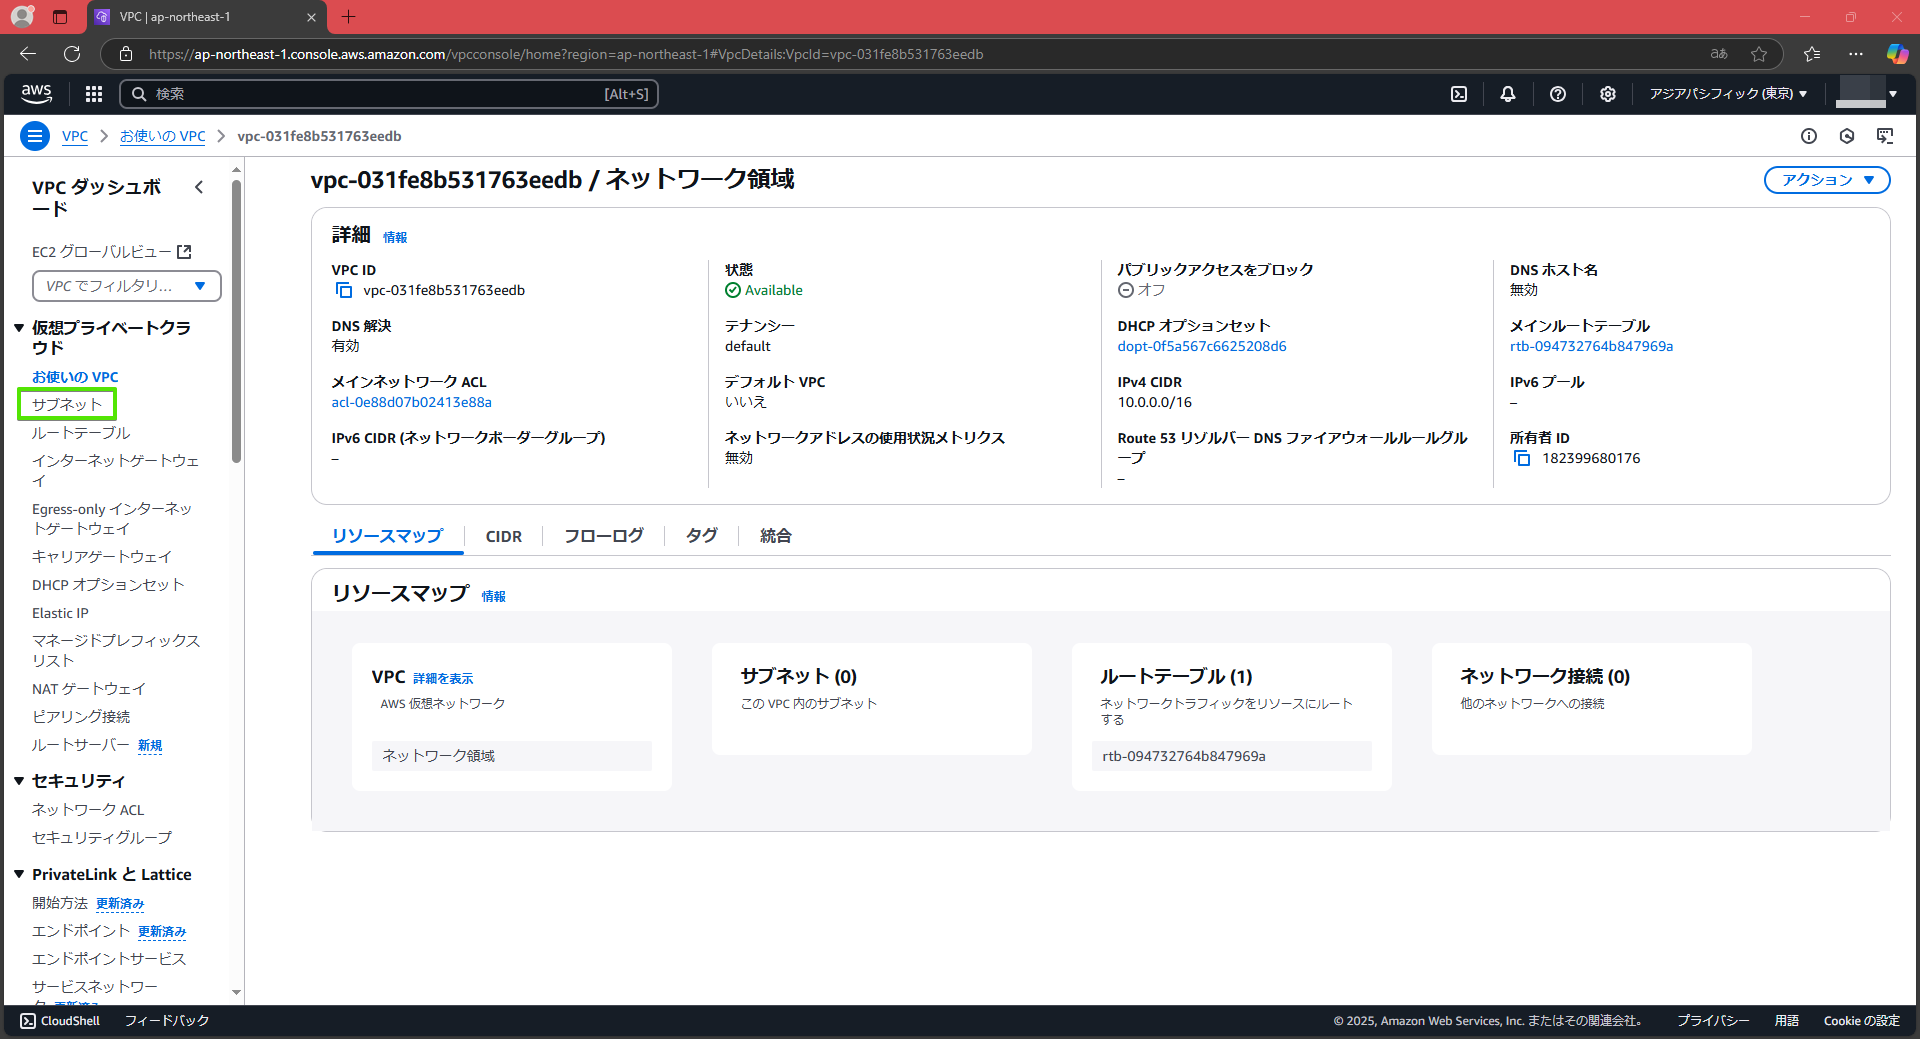 VPC | ap-northeast-1
https://ap-northeast-1.console.aws.amazon.com/vpcconsole/home?region=ap-northeast-1#VpcDetails:VpcId=vpc-031fe8b531763eedb
aあ
aws
検索
[Alt+S]
アジアパシフィック (東京)
VPC
お使いの VPC
vpc-031fe8b531763eedb
VPC ダッシュボ
ード
EC2 グローバルビュー
VPC でフィルタリ...
仮想プライベートクラ
ウド
お使いの VPC
サブネット
ルートテーブル
インターネットゲートウェ
イ
Egress-only インターネッ
トゲートウェイ
キャリアゲートウェイ
DHCP オプションセット
Elastic IP
マネージドプレフィックス
リスト
NAT ゲートウェイ
ピアリング接続
ルートサーバー 新規
セキュリティ
ネットワーク ACL
セキュリティグループ
PrivateLink と Lattice
開始方法 更新済み
エンドポイント 更新済み
エンドポイントサービス
サービスネットワー
ク 更新済み
vpc-031fe8b531763eedb / ネットワーク領域
アクション
詳細 情報
VPC ID
vpc-031fe8b531763eedb
状態
Available
パブリックアクセスをブロック
オフ
DNS ホスト名
無効
DNS 解決
有効
テナンシー
default
DHCP オプションセット
dopt-0f5a567c6625208d6
メインルートテーブル
rtb-094732764b847969a
メインネットワーク ACL
acl-0e88d07b02413e88a
デフォルト VPC
いいえ
IPv4 CIDR
10.0.0.0/16
IPv6 プール
–
IPv6 CIDR (ネットワークボーダーグループ)
–
ネットワークアドレスの使用状況メトリクス
無効
Route 53 リゾルバー DNS ファイアウォールルールグル
ープ
–
所有者 ID
182399680176
リソースマップ
CIDR
フローログ
タグ
統合
リソースマップ 情報
VPC 詳細を表示
AWS 仮想ネットワーク
ネットワーク領域
サブネット (0)
この VPC 内のサブネット
ルートテーブル (1)
ネットワークトラフィックをリソースにルート
する
rtb-094732764b847969a
ネットワーク接続 (0)
他のネットワークへの接続
CloudShell
フィードバック
© 2025, Amazon Web Services, Inc. またはその関連会社。
プライバシー
用語
Cookie の設定